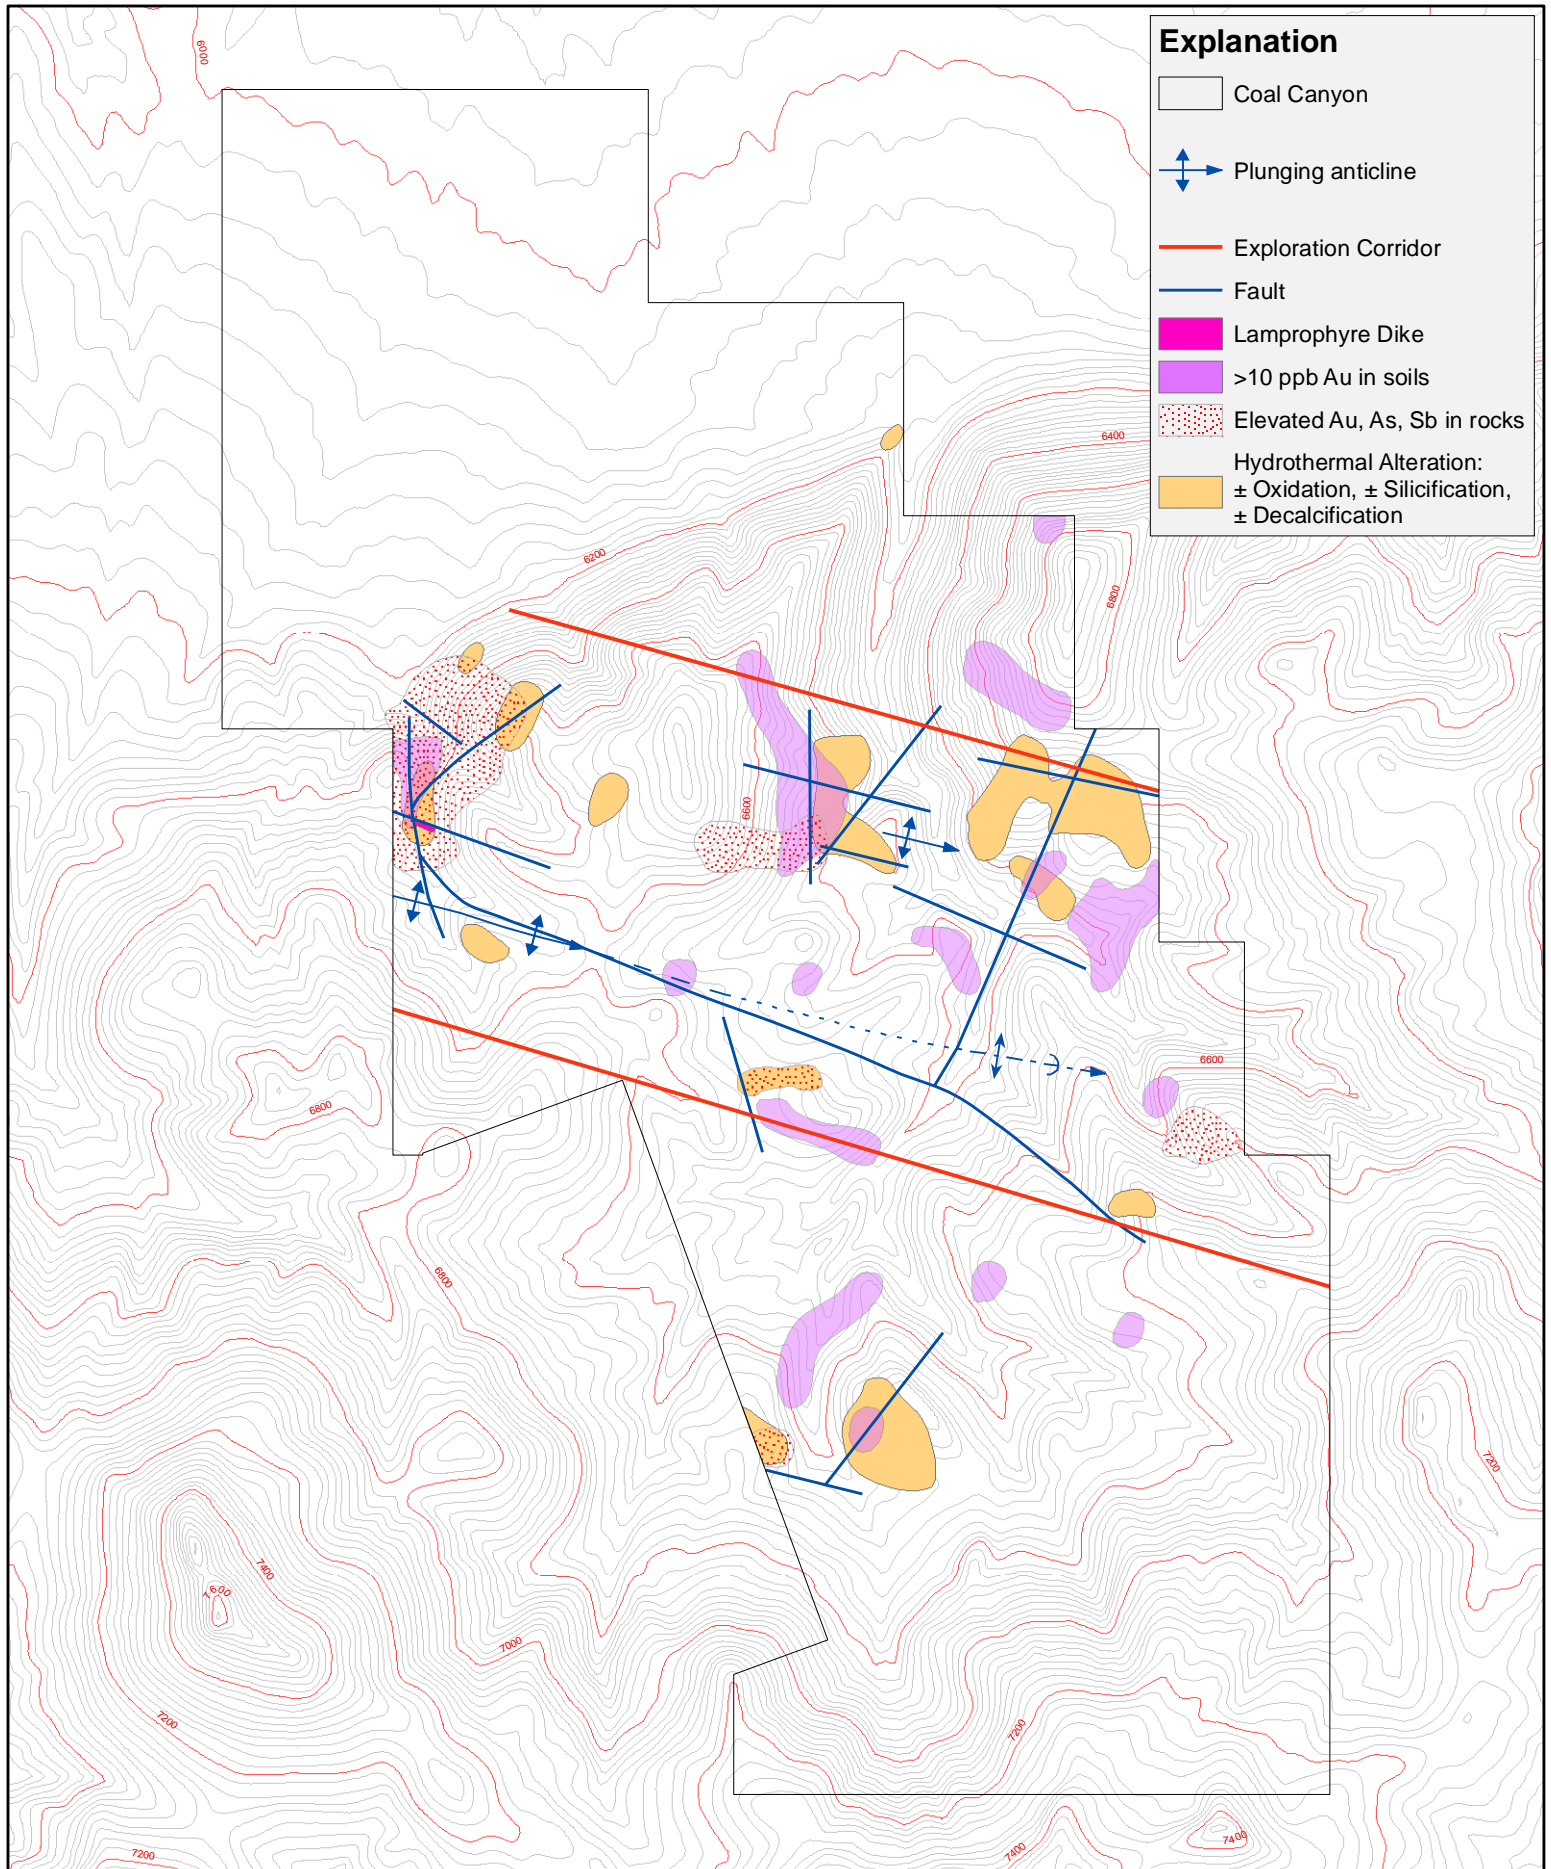 Explanation
Coal Canyon
Plunging anticline
Exploration Corridor
Fault
Lamprophyre Dike
>10 ppb Au in soils
Elevated Au, As, Sb in rocks
Hydrothermal Alteration:
± Oxidation, ± Silicification,
± Decalcification
6000
6400
6200
6800
6600
6600
6800
6800
7200
7400
7600
7000
7200
7200
7200
7400
7400